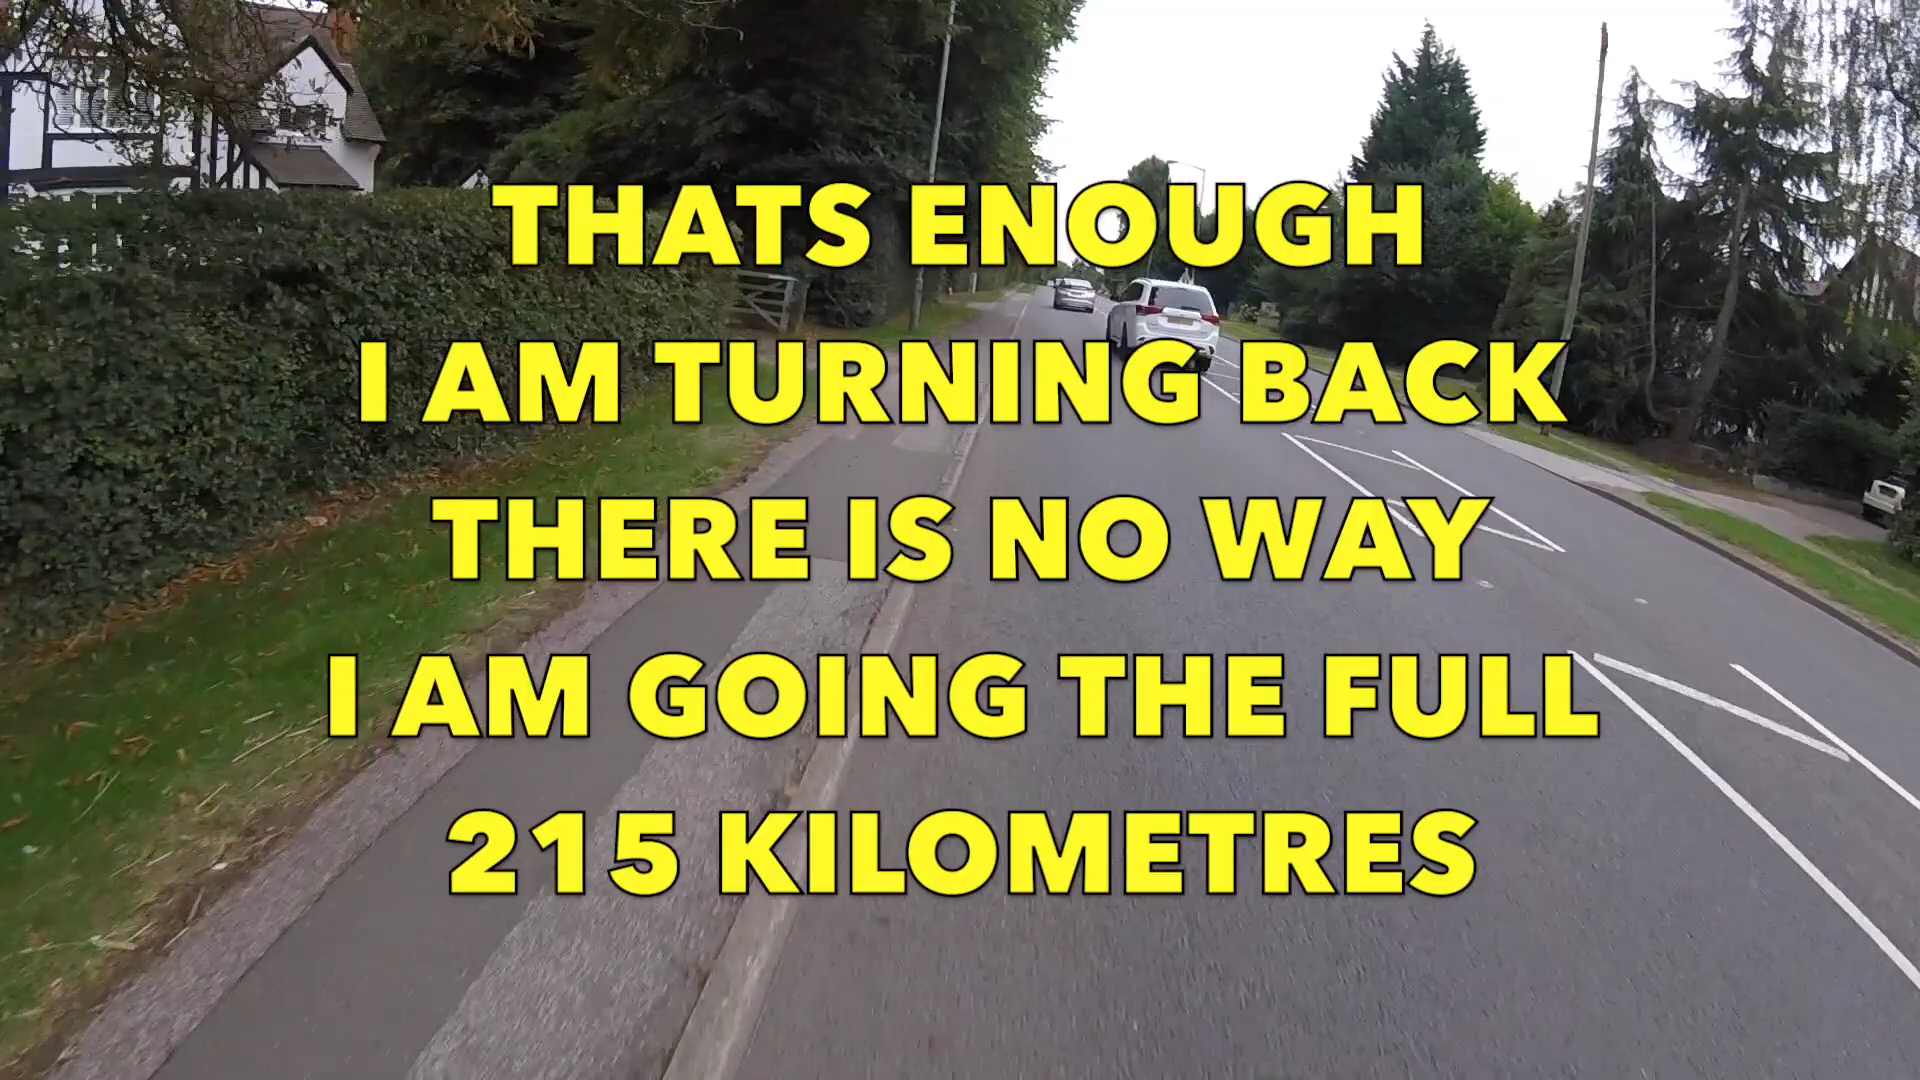 THATS ENOUGH
I AM TURNING BACK
THERE IS NO WAY
I AM GOING THE FULL
215 KILOMETRES